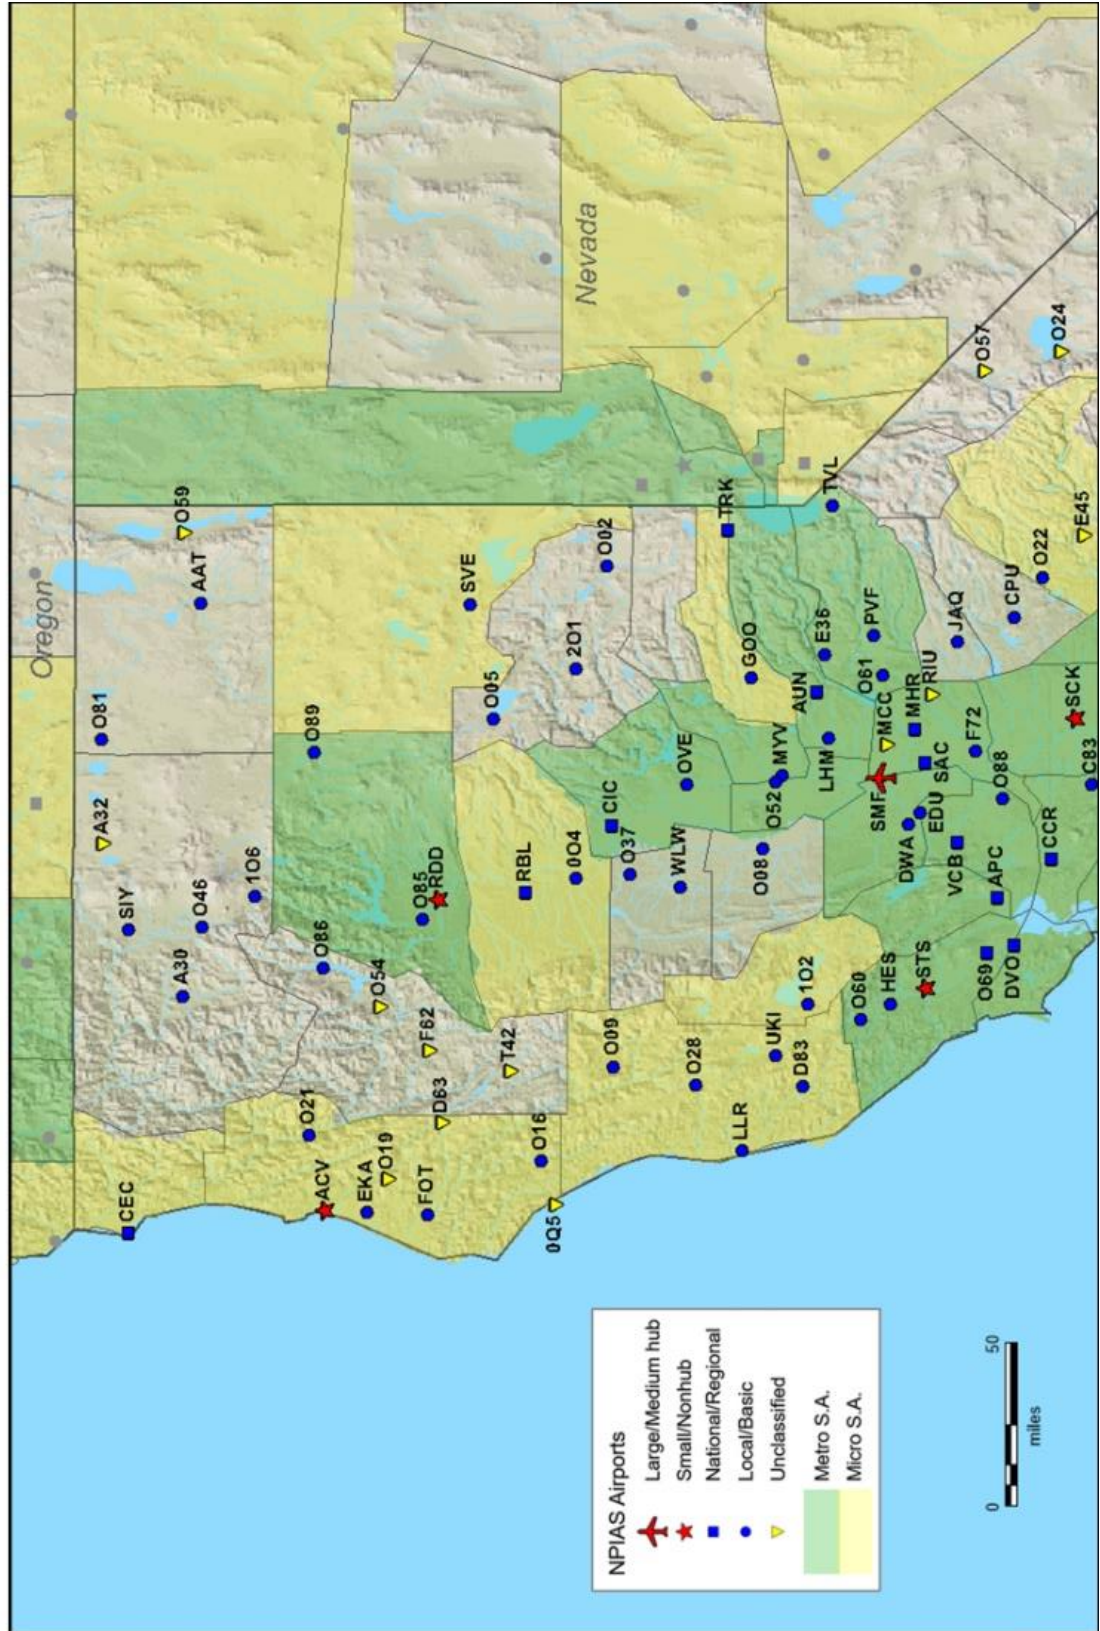 Oregon
Nevada
CEC
SIY
A32
O81
A30
O46
AAT
O59
1O6
O21
O86
O89
ACV
EKA
O19
O54
FOT
D63
F62
O85
RDD
SVE
O05
T42
RBL
O16
0Q5
0O4
2O1
O02
CIC
O09
O37
WLW
OVE
O28
TRK
GOO
LLR
UKI
O08
O52
MYV
D83
1O2
LHM
AUN
E36
TVL
O60
HES
SMF
MCC
O61
PVF
STS
DWA
EDU
SAC
MHR
RIU
VCB
F72
JAQ
O57
O69
DVO
APC
O88
CPU
O22
O24
CCR
C83
SCK
E45
NPIAS Airports
Large/Medium hub
Small/Nonhub
National/Regional
Local/Basic
Unclassified
Metro S.A.
Micro S.A.
0
50
miles